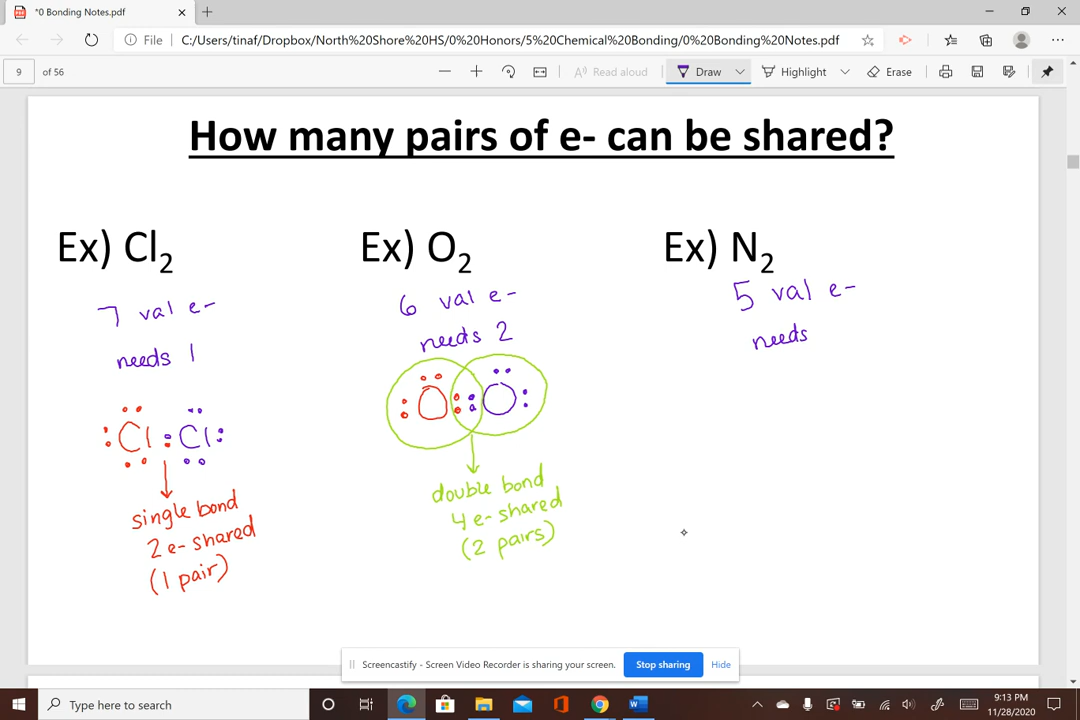 *0 Bonding Notes.pdf
File
C:/Users/tinaf/Dropbox/North%20Shore%20HS/0%20Honors/5%20Chemical%20Bonding/0%20Bonding%20Notes.pdf
9 of 56
Read aloud
Draw
Highlight
Erase
How many pairs of e- can be shared?
Ex) Cl₂
7 val e-
needs 1
Cl Cl
single bond
2 e- shared
(1 pair)
Ex) O₂
6 val e-
needs 2
O O
double bond
4 e- shared
(2 pairs)
Ex) N₂
5 val e-
needs
Screencastify - Screen Video Recorder is sharing your screen.
Stop sharing
Hide
Type here to search
9:13 PM
11/28/2020